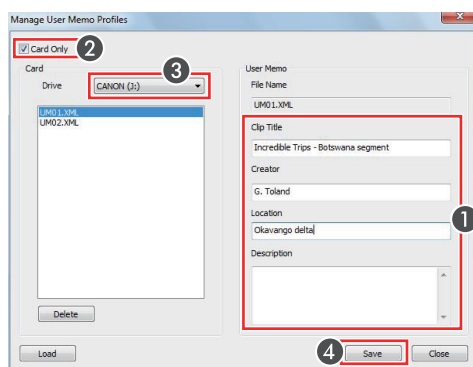 Manage User Memo Profiles
Card Only
2
Card
3
Drive
CANON (J:)
UM01.XML
UM02.XML
Delete
Load
User Memo
File Name
UM01.XML
Clip Title
Incredible Trips - Botswana segment
Creator
G. Toland
Location
1
Okavango delta
Description
4
Save
Close